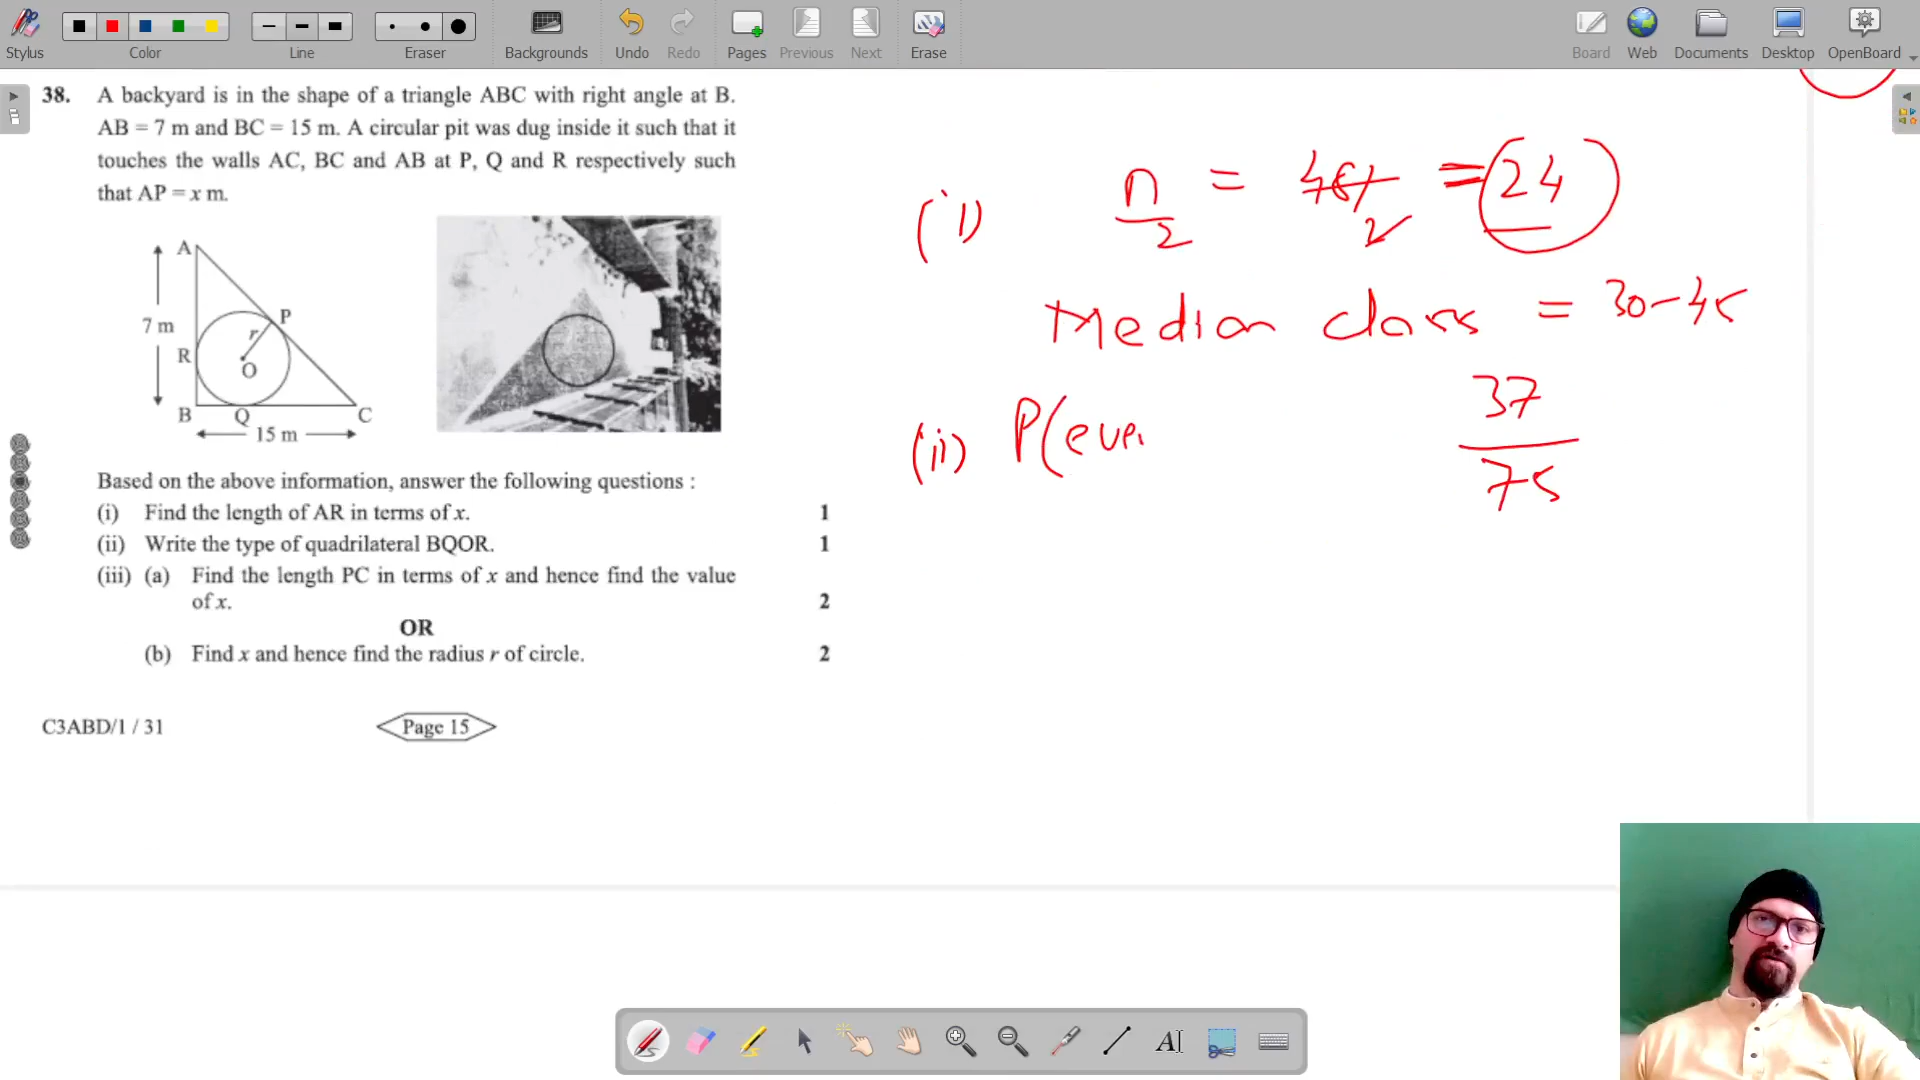 Stylus
Color
Line
Eraser
Backgrounds
Undo
Redo
Pages
Previous
Next
Erase
Board
Web
Documents
Desktop
OpenBoard
38. A backyard is in the shape of a triangle ABC with right angle at B.
AB = 7 m and BC = 15 m. A circular pit was dug inside it such that it
touches the walls AC, BC and AB at P, Q and R respectively such
that AP = x m.
A
P
7 m
r
R
O
B
Q
C
15 m
Based on the above information, answer the following questions :
(i) Find the length of AR in terms of x. 1
(ii) Write the type of quadrilateral BQOR. 1
(iii) (a) Find the length PC in terms of x and hence find the value
of x. 2
OR
(b) Find x and hence find the radius r of circle. 2
C3ABD/1 / 31
Page 15
(i) n/2 = 48/2 = 24
Median class = 30-45
(ii) P(eve
37
75
AI